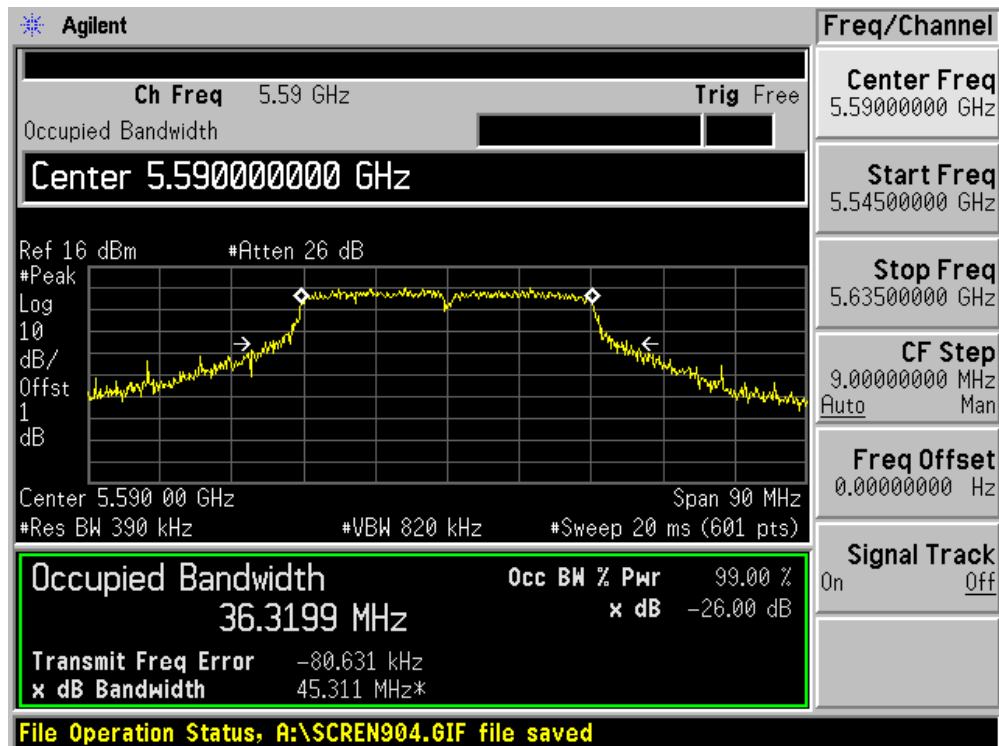 Agilent
Freq/Channel
Ch Freq 5.59 GHz Trig Free
Occupied Bandwidth
Center 5.590000000 GHz
Ref 16 dBm #Atten 26 dB
#Peak
Log
10
dB/
Offst
1
dB
Center 5.590 00 GHz Span 90 MHz
#Res BW 390 kHz #VBW 820 kHz #Sweep 20 ms (601 pts)
Occupied Bandwidth Occ BW % Pwr 99.00 %
36.3199 MHz x dB -26.00 dB
Transmit Freq Error -80.631 kHz
x dB Bandwidth 45.311 MHz*
Center Freq
5.59000000 GHz
Start Freq
5.54500000 GHz
Stop Freq
5.63500000 GHz
CF Step
9.00000000 MHz
Auto Man
Freq Offset
0.00000000 Hz
Signal Track
On Off
File Operation Status, A:\SCREN904.GIF file saved